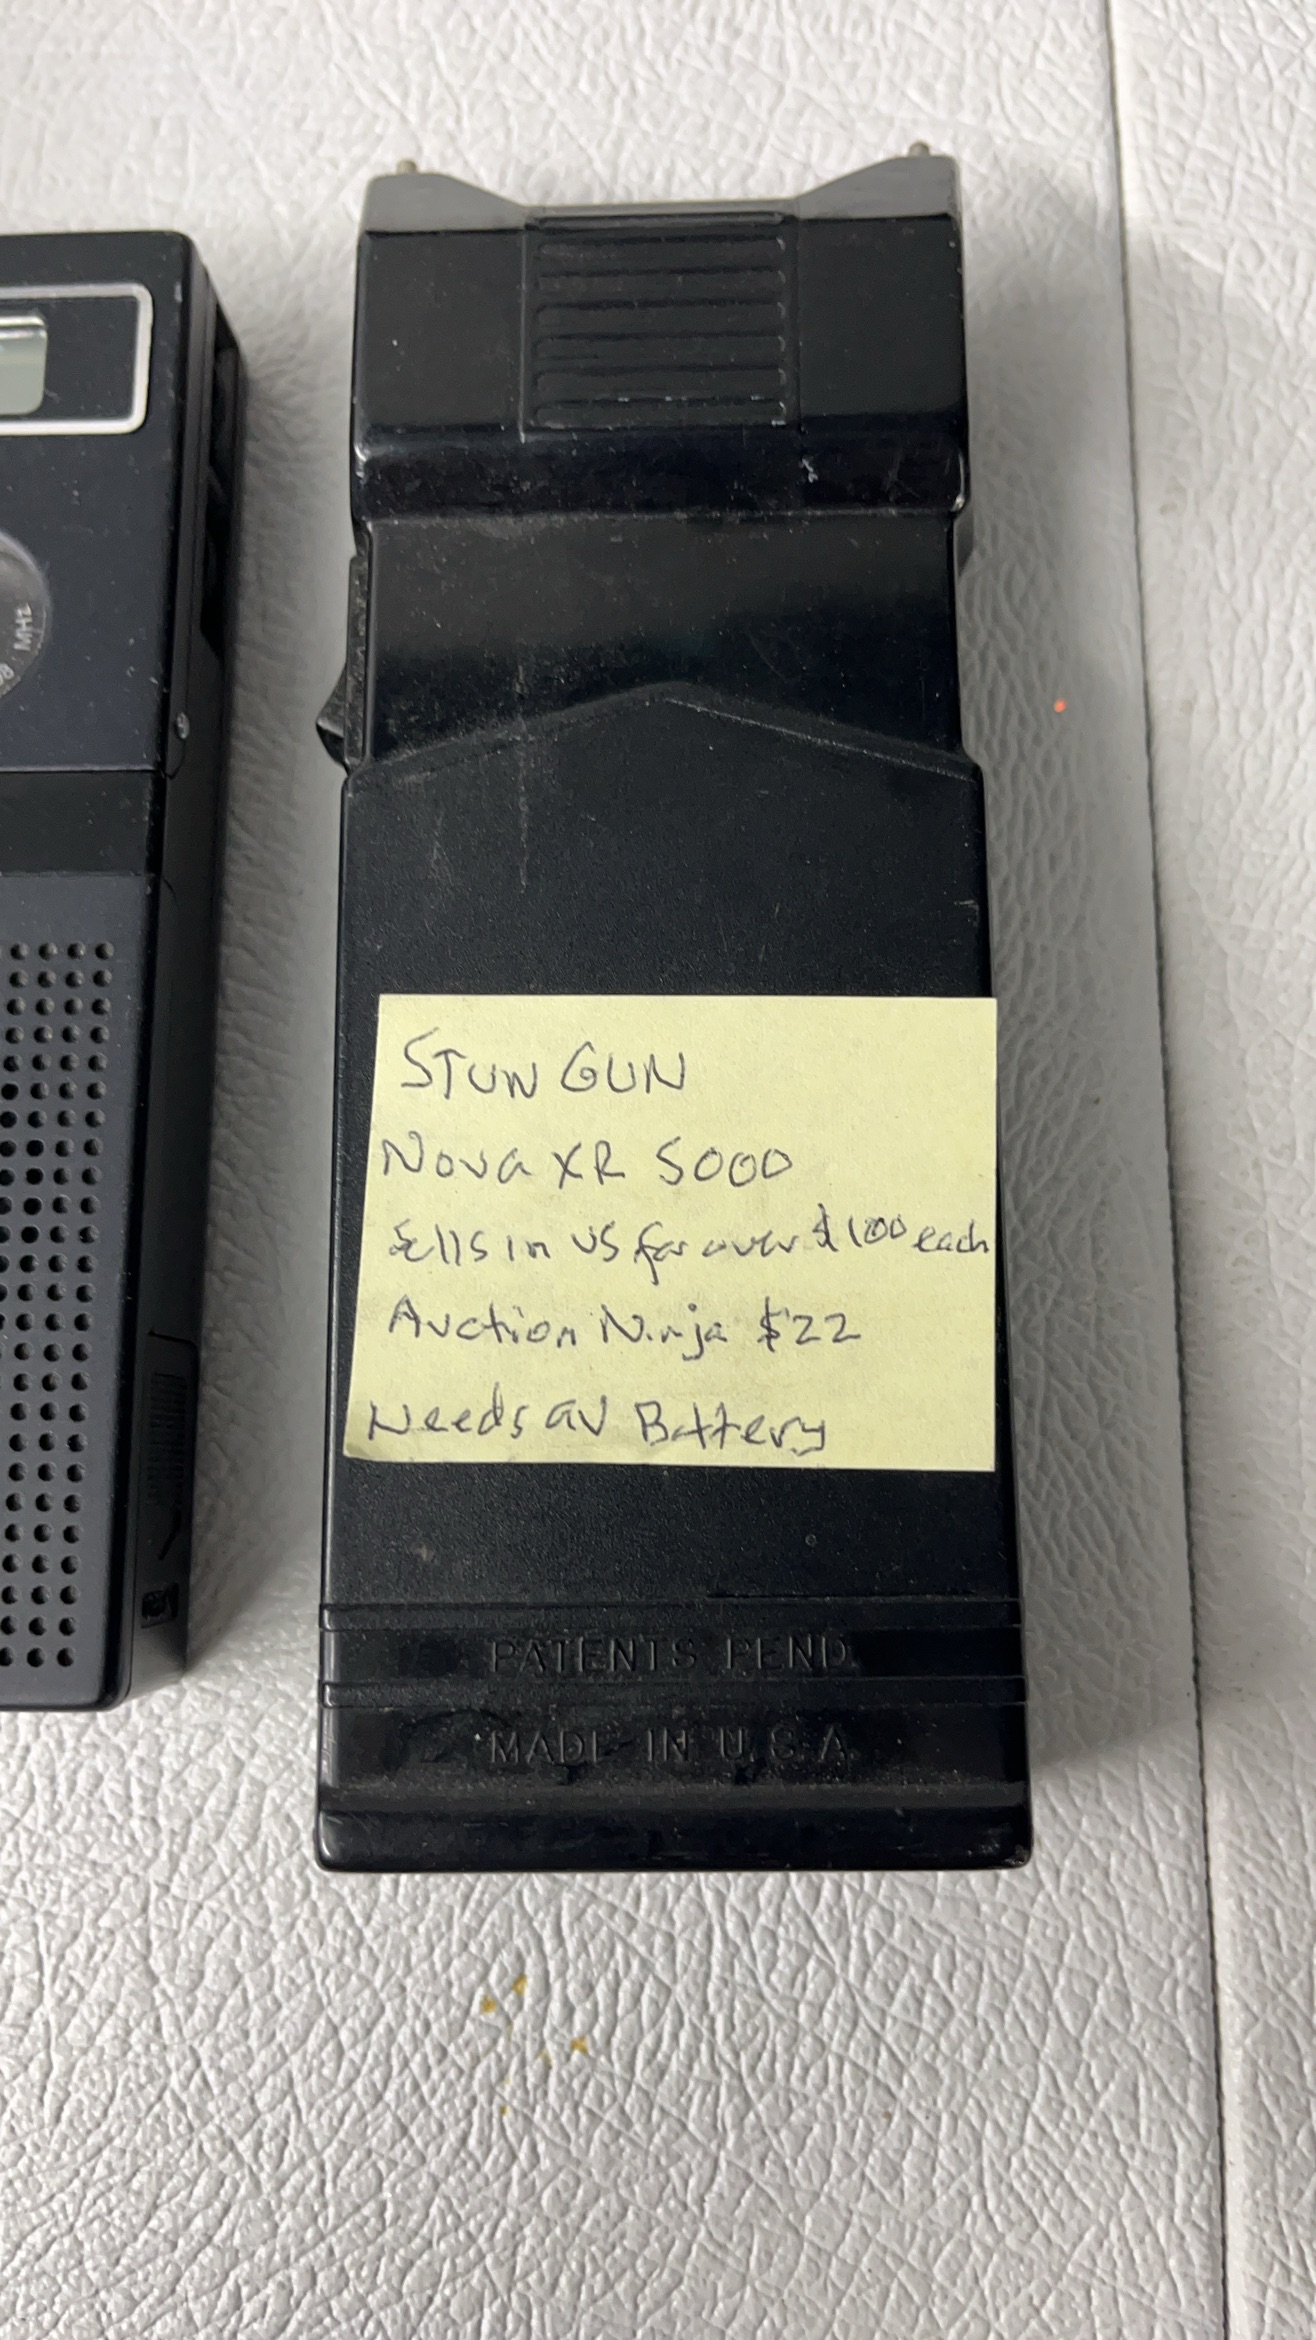 MHz
98
STUN GUN
Nova XR 5000
Sells in US for over $100 each
Auction Ninja $22
Needs 9V Battery
PATENTS PEND.
MADE IN U.S.A.